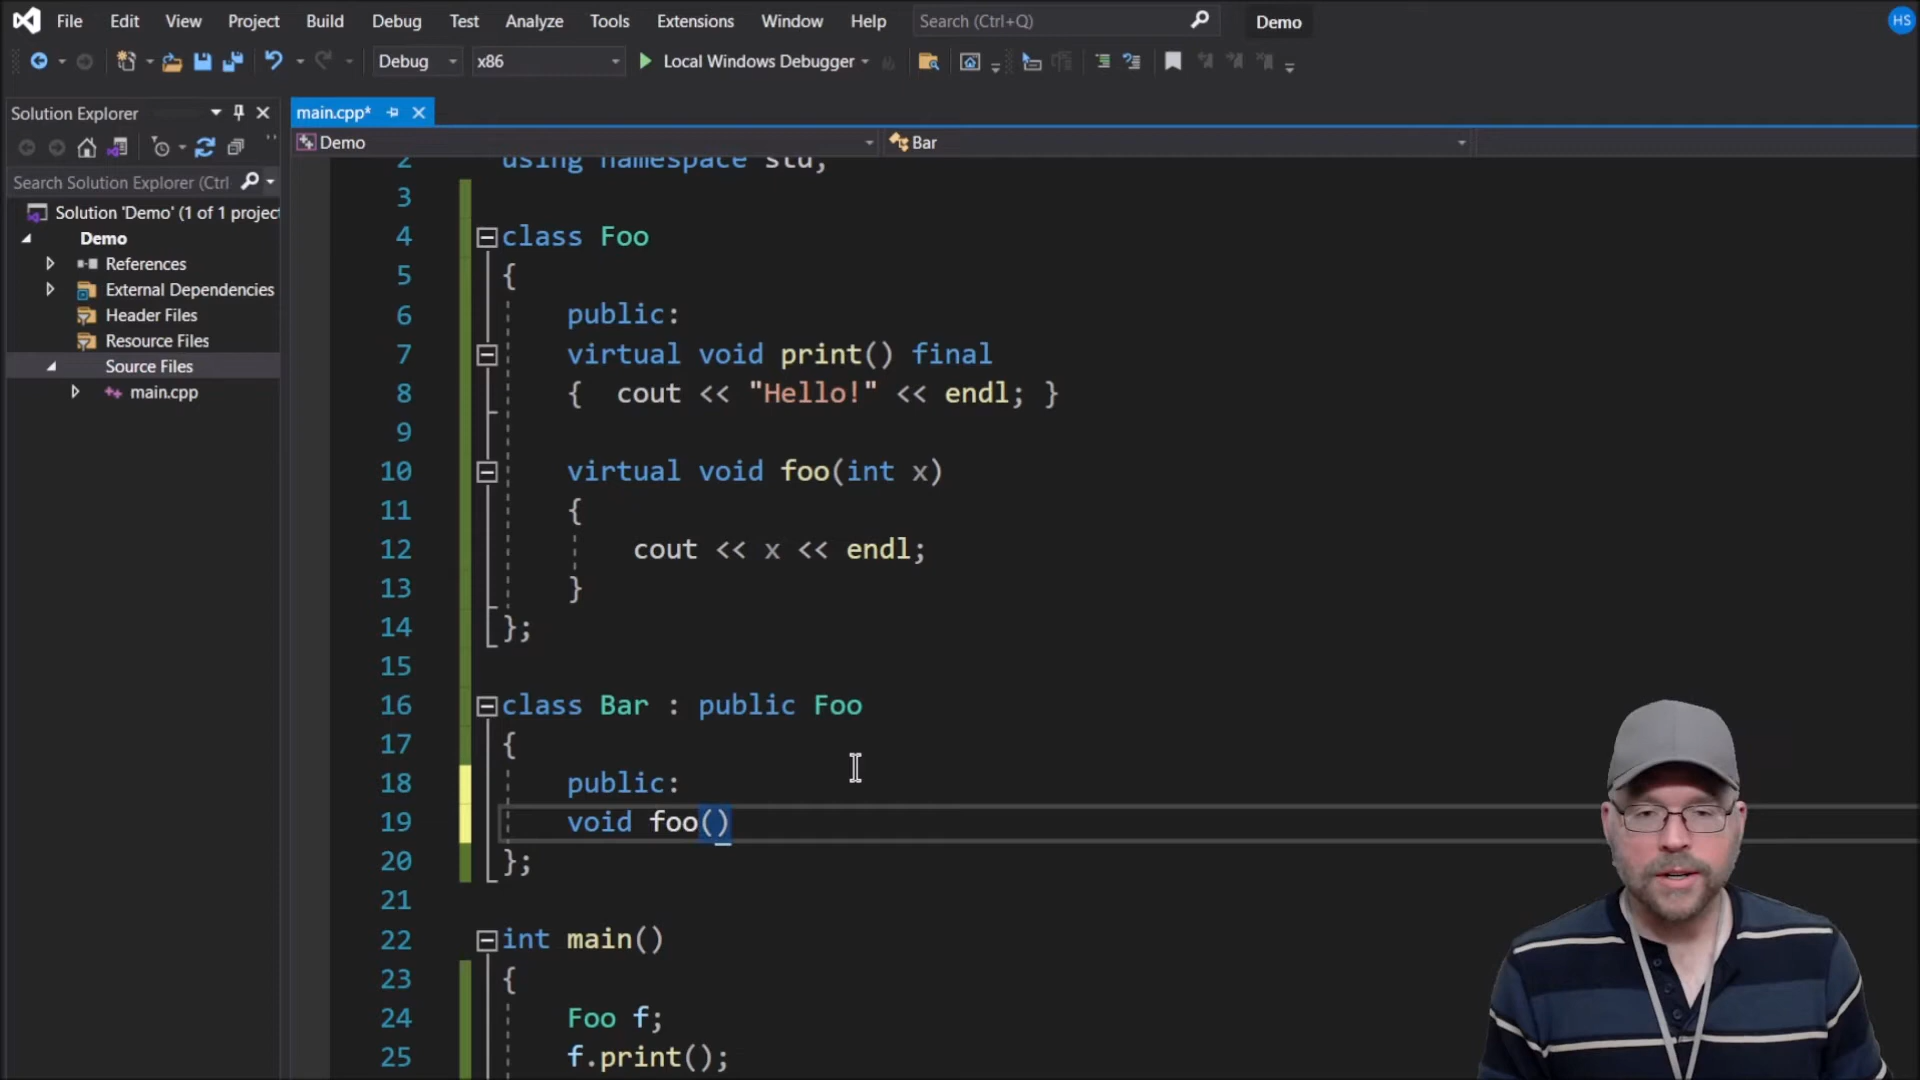 File Edit View Project Build Debug Test Analyze Tools Extensions Window Help Search (Ctrl+Q) Demo HS
Debug x86 Local Windows Debugger
Solution Explorer
main.cpp*
Demo Bar
Search Solution Explorer (Ctrl
Solution 'Demo' (1 of 1 project
Demo
References
External Dependencies
Header Files
Resource Files
Source Files
main.cpp
2 using namespace std;
3
4 class Foo
5 {
6 public:
7 virtual void print() final
8 { cout << "Hello!" << endl; }
9
10 virtual void foo(int x)
11 {
12 cout << x << endl;
13 }
14 };
15
16 class Bar : public Foo
17 {
18 public:
19 void foo()
20 };
21
22 int main()
23 {
24 Foo f;
25 f.print();